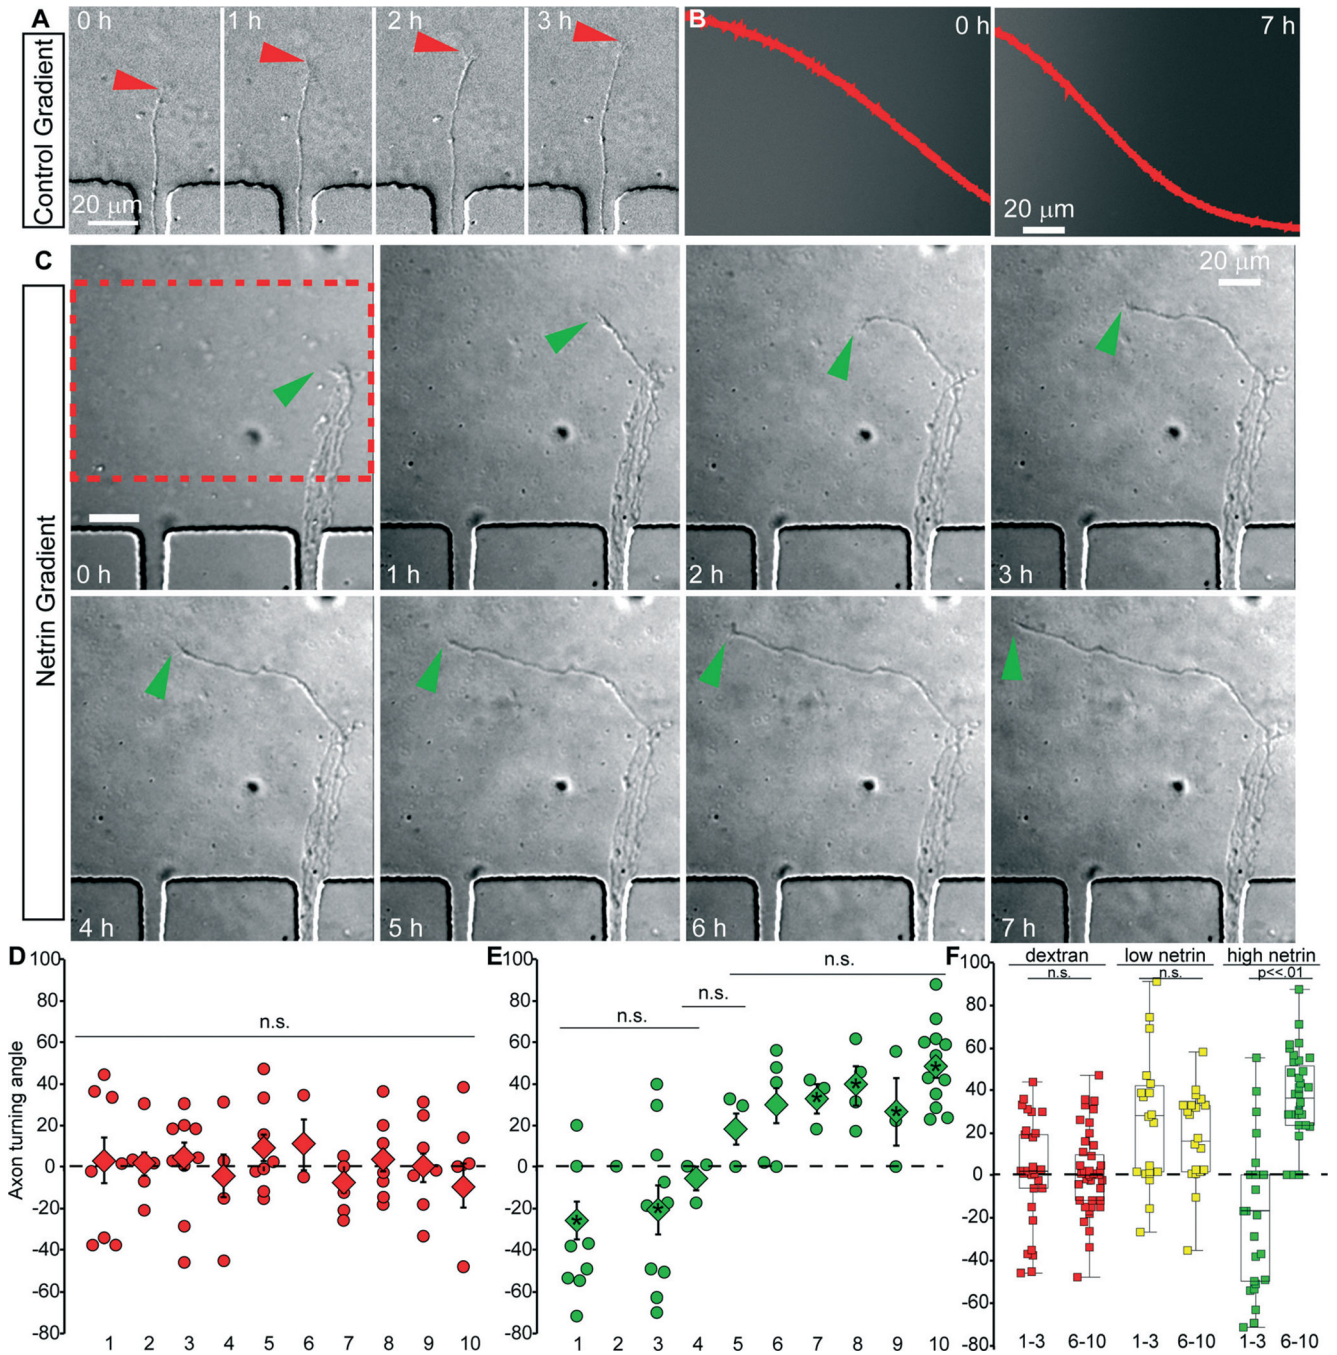 A
0 h
1 h
2 h
3 h
B
0 h
7 h
Control Gradient
20 μm
20 μm
C
20 μm
Netrin Gradient
0 h
1 h
2 h
3 h
4 h
5 h
6 h
7 h
D
E
F
dextran
low netrin
high netrin
n.s.
n.s.
p<<.01
n.s.
n.s.
n.s.
n.s.
Axon turning angle
100
80
60
40
20
0
-20
-40
-60
-80
1 2 3 4 5 6 7 8 9 10
100
80
60
40
20
0
-20
-40
-60
-80
* * * * * *
1 2 3 4 5 6 7 8 9 10
100
80
60
40
20
0
-20
-40
-60
-80
1-3 6-10 1-3 6-10 1-3 6-10